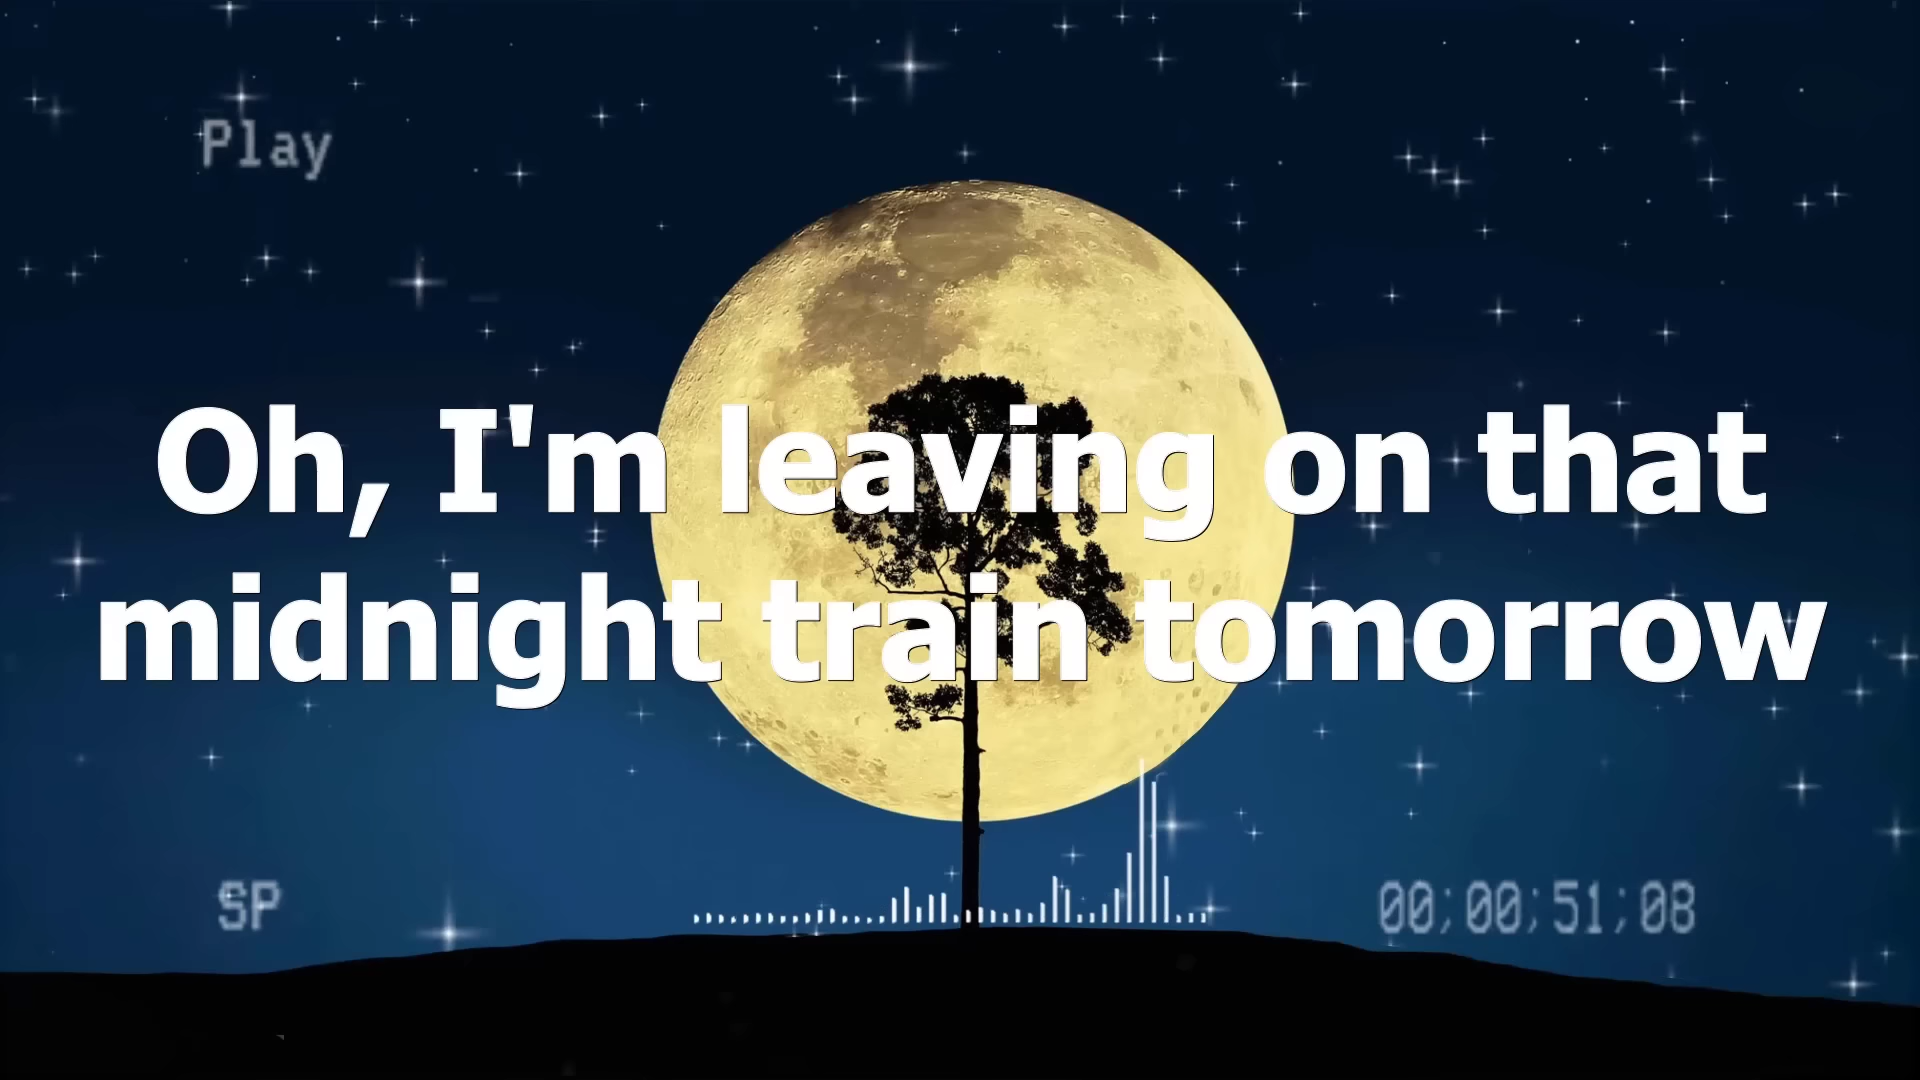 Play
Oh, I'm leaving on that
midnight train tomorrow
SP
00;00;51;08